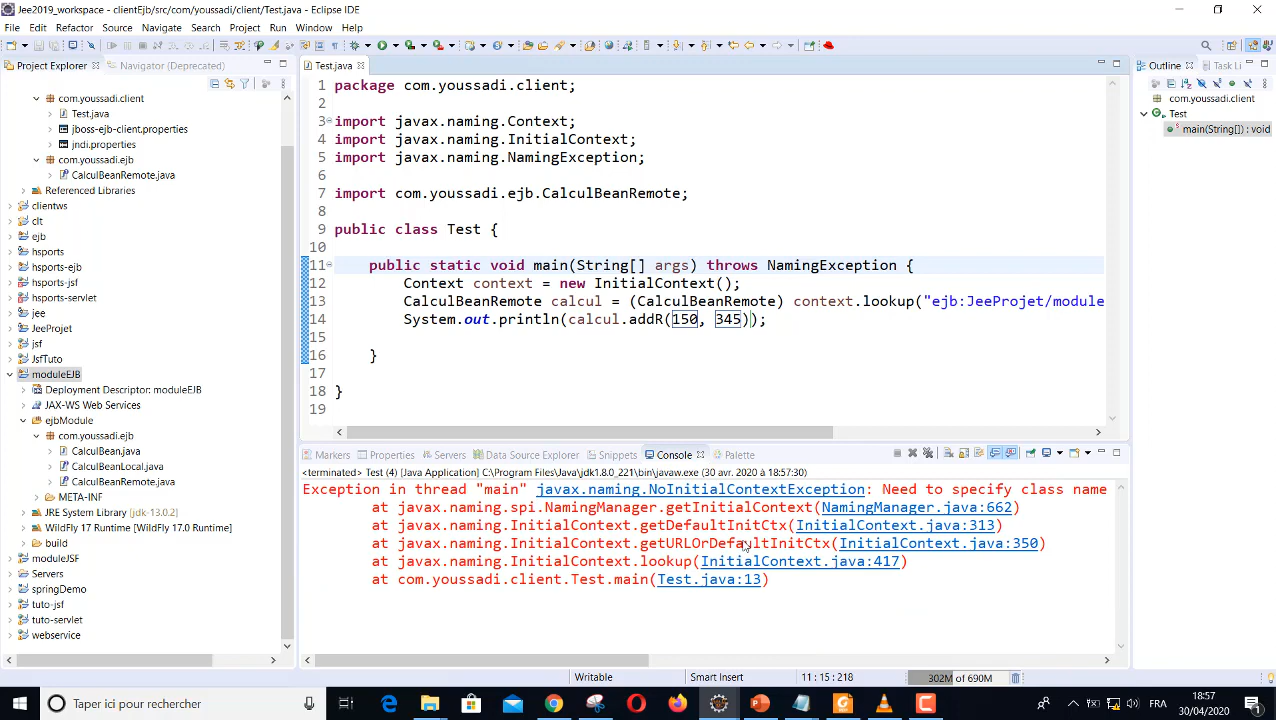 Jee2019_workspace - clientEjb/src/com/youssadi/client/Test.java - Eclipse IDE
File Edit Refactor Source Navigate Search Project Run Window Help
Project Explorer Navigator (Deprecated)
com.youssadi.client
Test.java
jboss-ejb-client.properties
jndi.properties
com.youssadi.ejb
CalculBeanRemote.java
Referenced Libraries
clientws
clt
ejb
hsports
hsports-ejb
hsports-jsf
hsports-servlet
jee
JeeProjet
jsf
JsfTuto
moduleEJB
Deployment Descriptor: moduleEJB
JAX-WS Web Services
ejbModule
com.youssadi.ejb
CalculBean.java
CalculBeanLocal.java
CalculBeanRemote.java
META-INF
JRE System Library [jdk-13.0.2]
WildFly 17 Runtime [WildFly 17.0 Runtime]
build
moduleJSF
Servers
springDemo
tuto-jsf
tuto-servlet
webservice
Test.java
1 package com.youssadi.client;
2
3 import javax.naming.Context;
4 import javax.naming.InitialContext;
5 import javax.naming.NamingException;
6
7 import com.youssadi.ejb.CalculBeanRemote;
8
9 public class Test {
10
11 public static void main(String[] args) throws NamingException {
12 Context context = new InitialContext();
13 CalculBeanRemote calcul = (CalculBeanRemote) context.lookup("ejb:JeeProjet/module
14 System.out.println(calcul.addR(150, 345));
15
16 }
17
18 }
19
Outline Task Li
com.youssadi.client
Test
main(String[]) : void
Markers Properties Servers Data Source Explorer Snippets Console Palette
<terminated> Test (4) [Java Application] C:\Program Files\Java\jdk1.8.0_221\bin\javaw.exe (30 avr. 2020 à 18:57:30)
Exception in thread "main" javax.naming.NoInitialContextException: Need to specify class name
at javax.naming.spi.NamingManager.getInitialContext(NamingManager.java:662)
at javax.naming.InitialContext.getDefaultInitCtx(InitialContext.java:313)
at javax.naming.InitialContext.getURLOrDefaultInitCtx(InitialContext.java:350)
at javax.naming.InitialContext.lookup(InitialContext.java:417)
at com.youssadi.client.Test.main(Test.java:13)
Writable Smart Insert 11 : 15 : 218 302M of 690M
Taper ici pour rechercher
FRA
18:57
30/04/2020